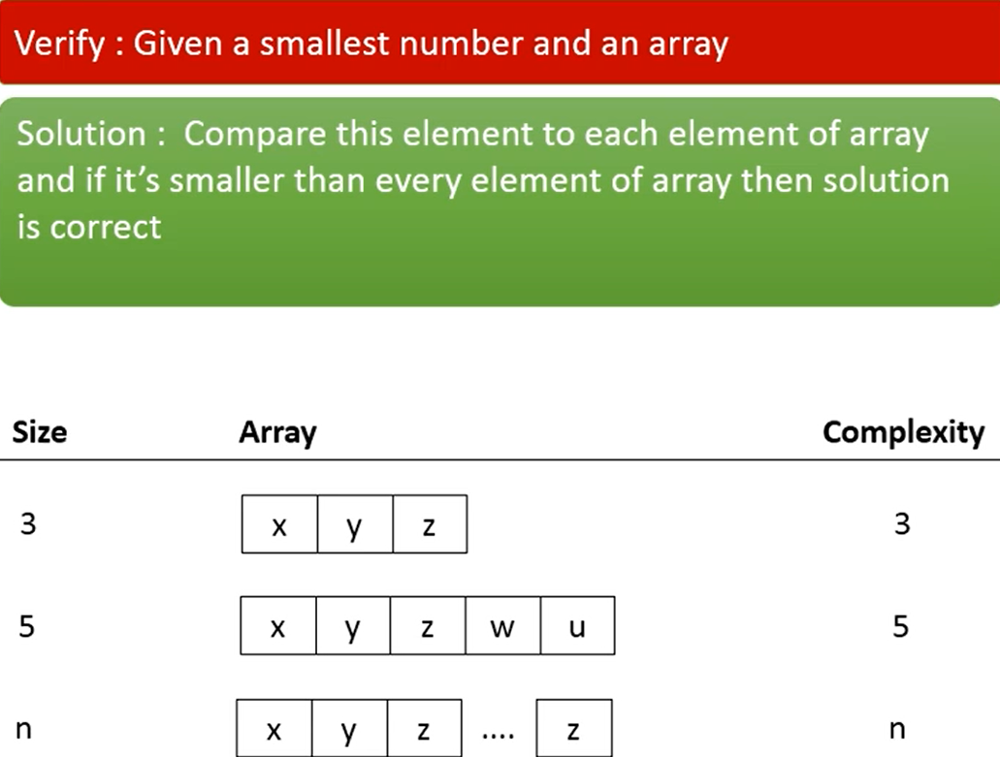 Verify : Given a smallest number and an array
Solution :  Compare this element to each element of array
and if it's smaller than every element of array then solution
is correct
Size Array Complexity
3 x y z 3
5 x y z w u 5
n x y z .... z n